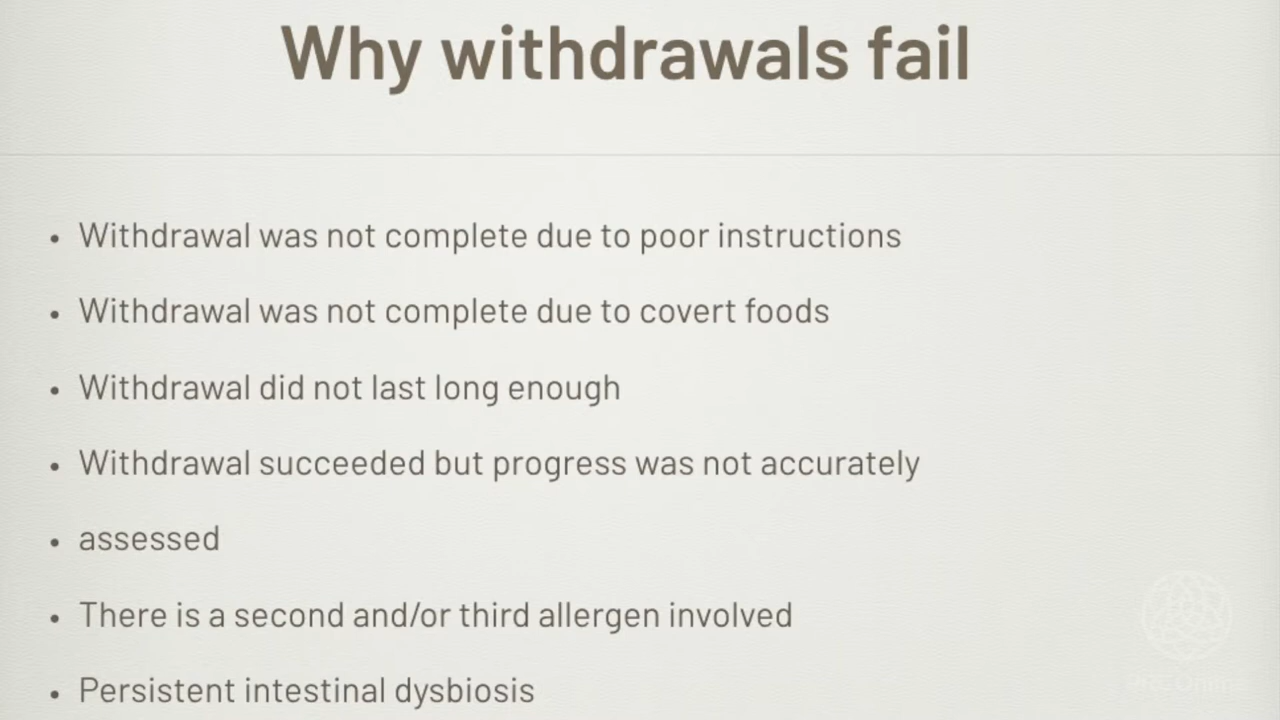 Why withdrawals fail
• Withdrawal was not complete due to poor instructions
• Withdrawal was not complete due to covert foods
• Withdrawal did not last long enough
• Withdrawal succeeded but progress was not accurately
• assessed
• There is a second and/or third allergen involved
• Persistent intestinal dysbiosis